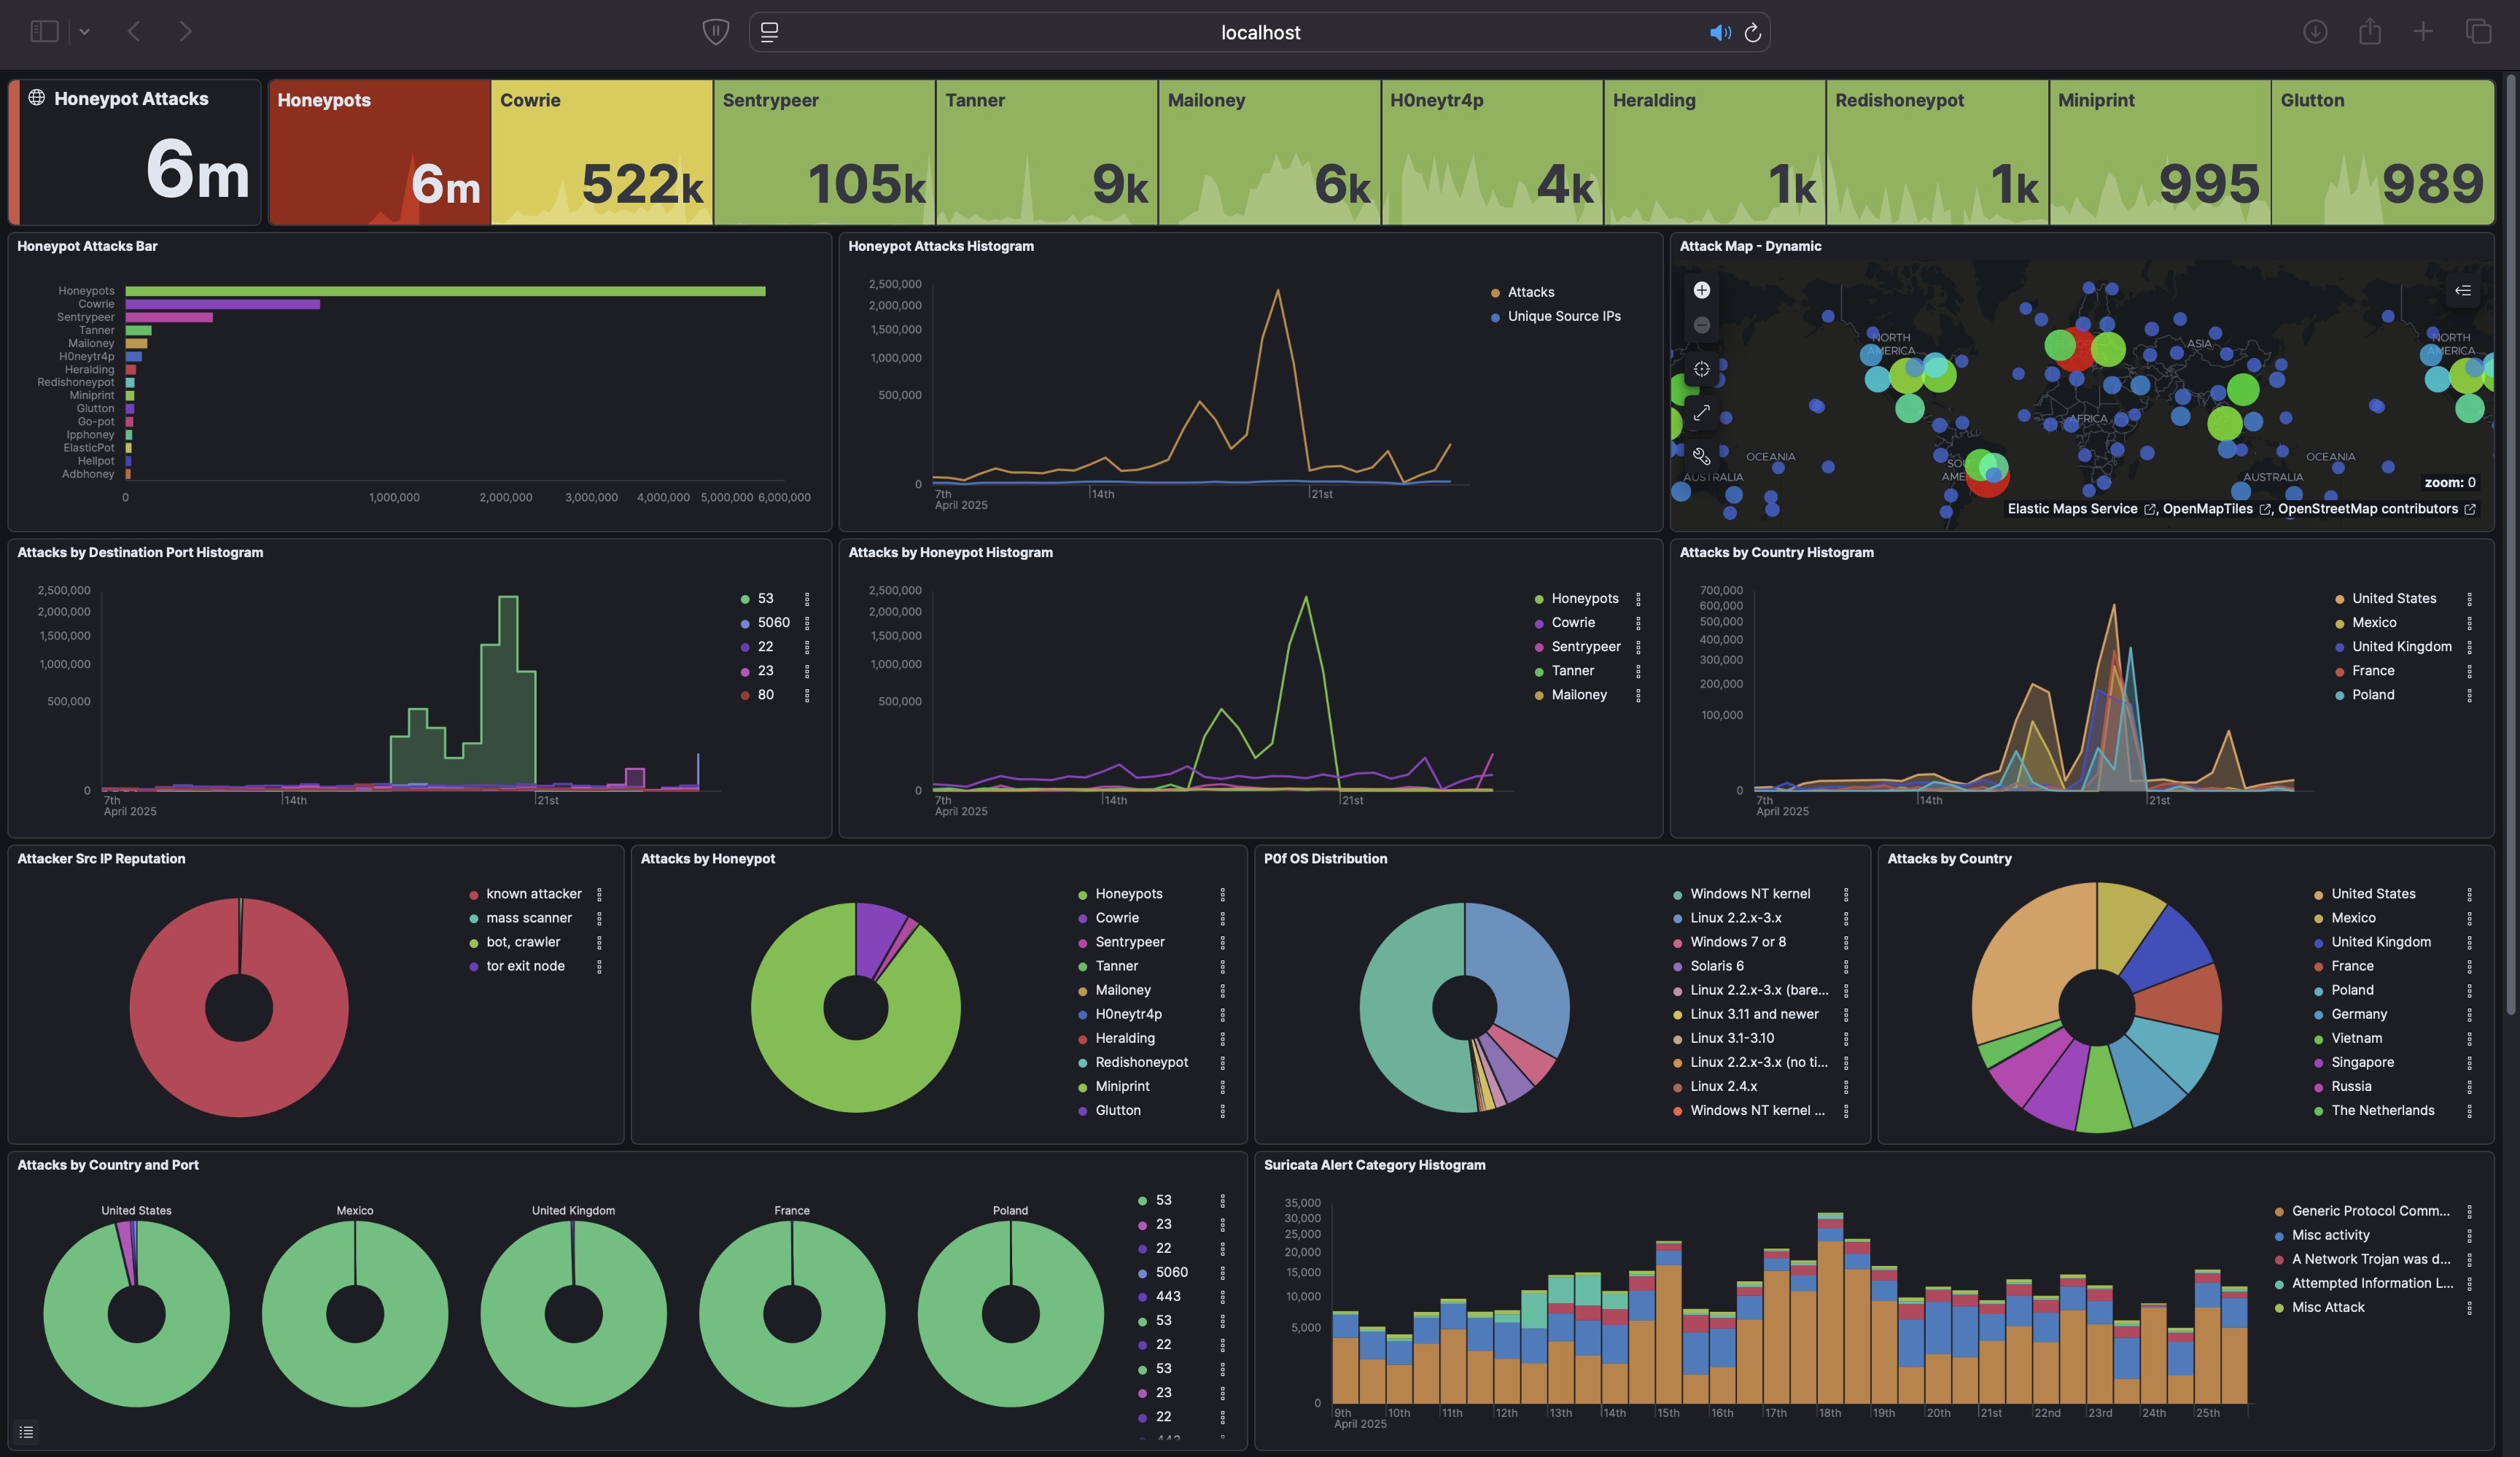 localhost
Honeypot Attacks
6m
Honeypots
6m
Cowrie
522k
Sentrypeer
105k
Tanner
9k
Mailoney
6k
H0neytr4p
4k
Heralding
1k
Redishoneypot
1k
Miniprint
995
Glutton
989
Honeypot Attacks Bar
Honeypots
Cowrie
Sentrypeer
Tanner
Mailoney
H0neytr4p
Heralding
Redishoneypot
Miniprint
Glutton
Go-pot
Ipphoney
ElasticPot
Hellpot
Adbhoney
0 1,000,000 2,000,000 3,000,000 4,000,000 5,000,000 6,000,000
Honeypot Attacks Histogram
2,500,000
2,000,000
1,500,000
1,000,000
500,000
0
7th 14th 21st
April 2025
Attacks
Unique Source IPs
Attack Map - Dynamic
NORTH
AMERICA
ASIA
NORTH
AMERICA
AFRICA
OCEANIA
OCEANIA
AUSTRALIA
AUSTRALIA
zoom: 0
Elastic Maps Service, OpenMapTiles, OpenStreetMap contributors
Attacks by Destination Port Histogram
2,500,000
2,000,000
1,500,000
1,000,000
500,000
0
7th 14th 21st
April 2025
53
5060
22
23
80
Attacks by Honeypot Histogram
2,500,000
2,000,000
1,500,000
1,000,000
500,000
0
7th 14th 21st
April 2025
Honeypots
Cowrie
Sentrypeer
Tanner
Mailoney
Attacks by Country Histogram
700,000
600,000
500,000
400,000
300,000
200,000
100,000
0
7th 14th 21st
April 2025
United States
Mexico
United Kingdom
France
Poland
Attacker Src IP Reputation
known attacker
mass scanner
bot, crawler
tor exit node
Attacks by Honeypot
Honeypots
Cowrie
Sentrypeer
Tanner
Mailoney
H0neytr4p
Heralding
Redishoneypot
Miniprint
Glutton
P0f OS Distribution
Windows NT kernel
Linux 2.2.x-3.x
Windows 7 or 8
Solaris 6
Linux 2.2.x-3.x (bare...
Linux 3.11 and newer
Linux 3.1-3.10
Linux 2.2.x-3.x (no ti...
Linux 2.4.x
Windows NT kernel ...
Attacks by Country
United States
Mexico
United Kingdom
France
Poland
Germany
Vietnam
Singapore
Russia
The Netherlands
Attacks by Country and Port
United States
Mexico
United Kingdom
France
Poland
53
23
22
5060
443
53
22
53
23
22
Suricata Alert Category Histogram
35,000
30,000
25,000
20,000
15,000
10,000
5,000
0
9th 10th 11th 12th 13th 14th 15th 16th 17th 18th 19th 20th 21st 22nd 23rd 24th 25th
April 2025
Generic Protocol Comm...
Misc activity
A Network Trojan was d...
Attempted Information L...
Misc Attack